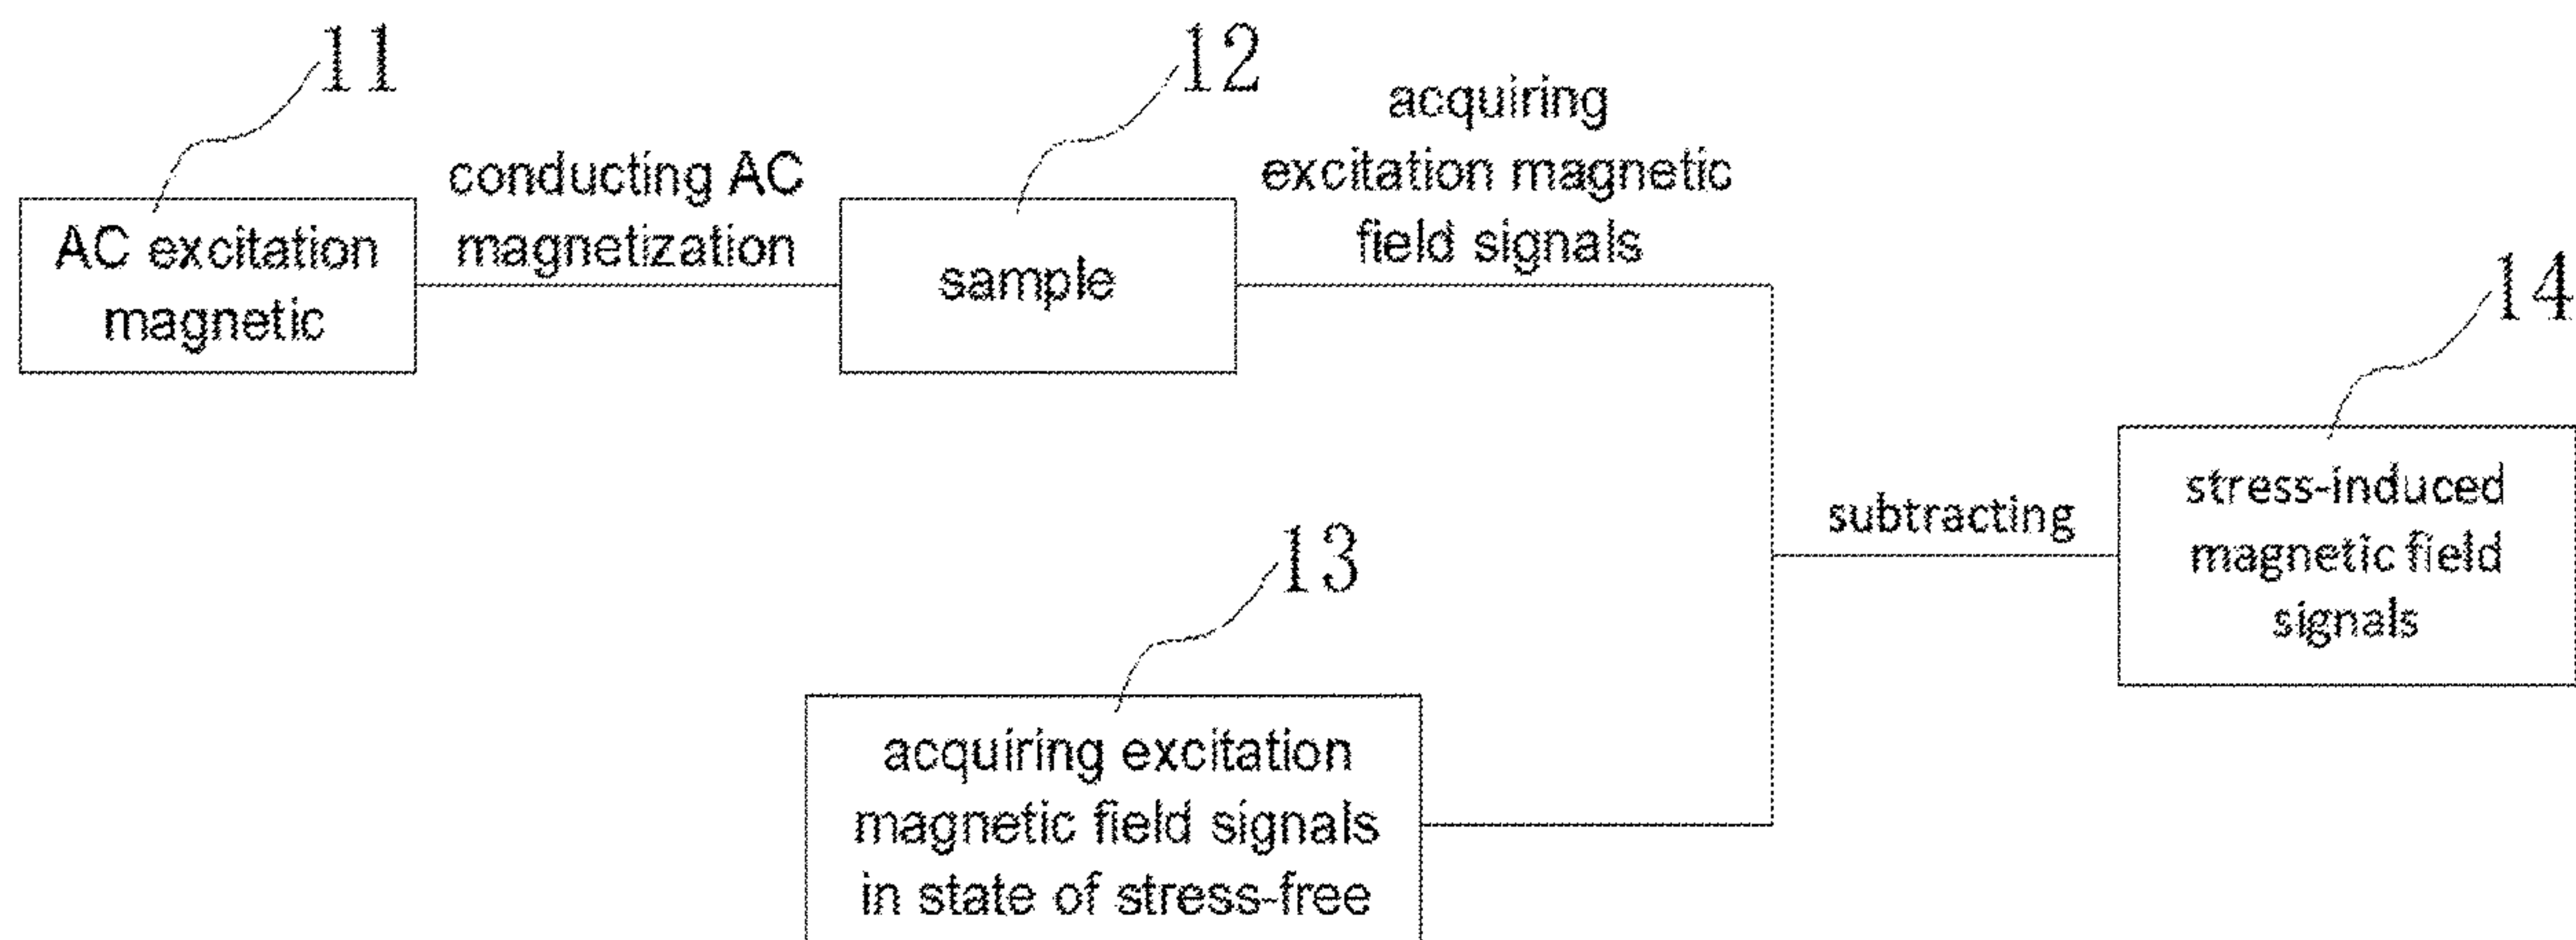 11
AC excitation
magnetic
conducting AC
magnetization
12
sample
acquiring
excitation magnetic
field signals
13
acquiring excitation
magnetic field signals
in state of stress-free
subtracting
14
stress-induced
magnetic field
signals